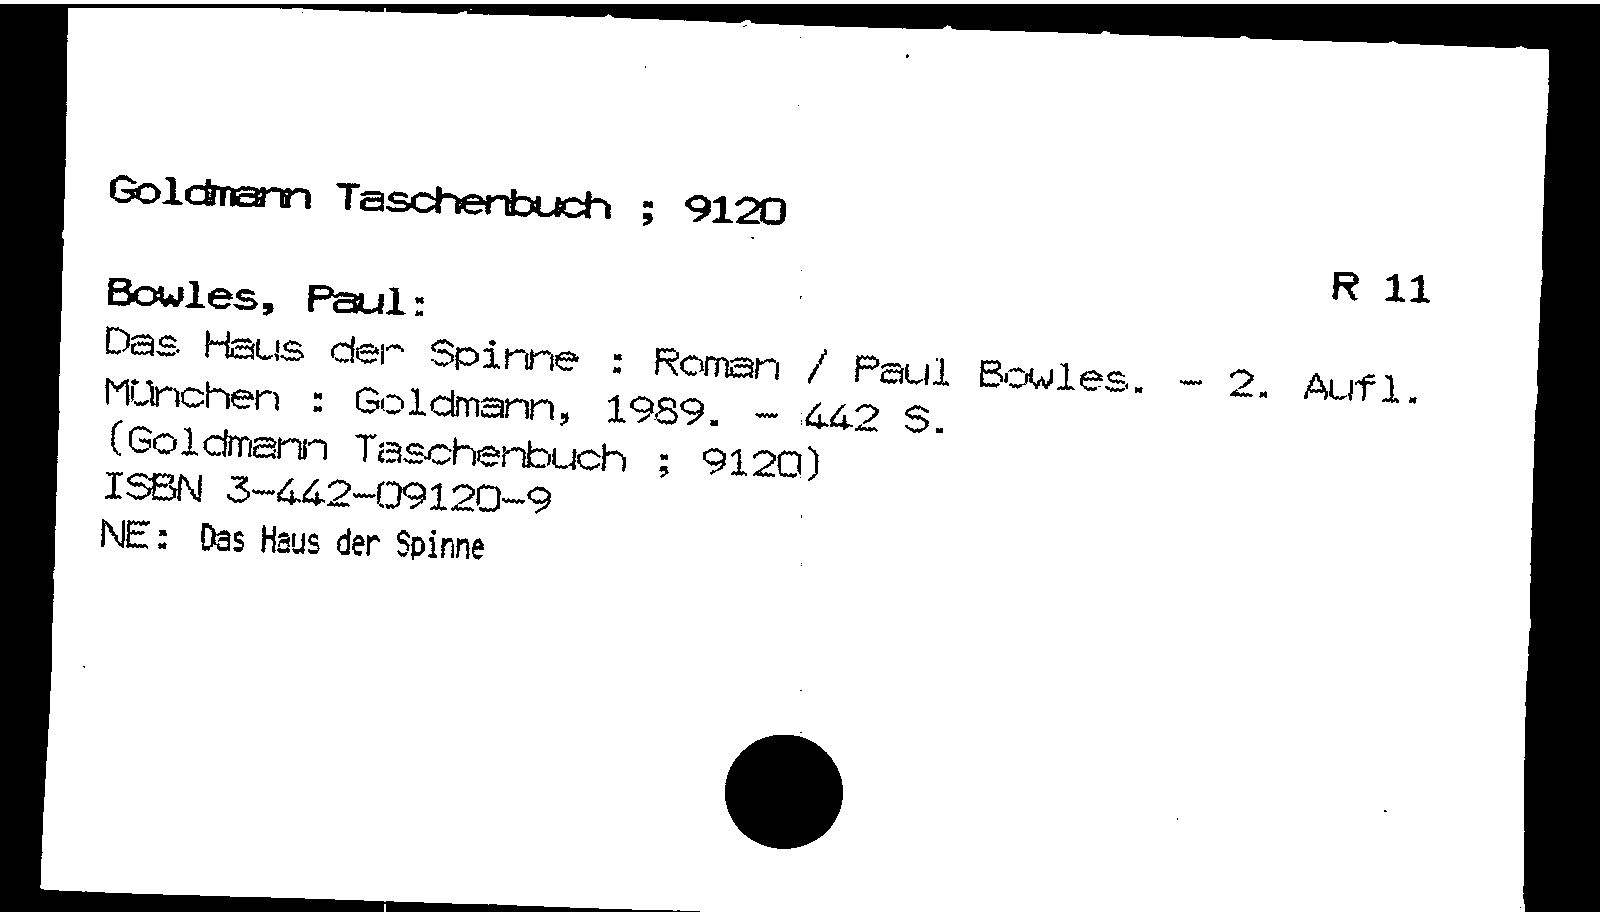 Goldmann Taschenbuch ; 9120
R 11
Bowles, Paul:
Das Haus der Spinne : Roman / Paul Bowles. - 2. Aufl.
München : Goldmann, 1989. - 442 S.
(Goldmann Taschenbuch ; 9120)
ISBN 3-442-09120-9
NE: Das Haus der Spinne